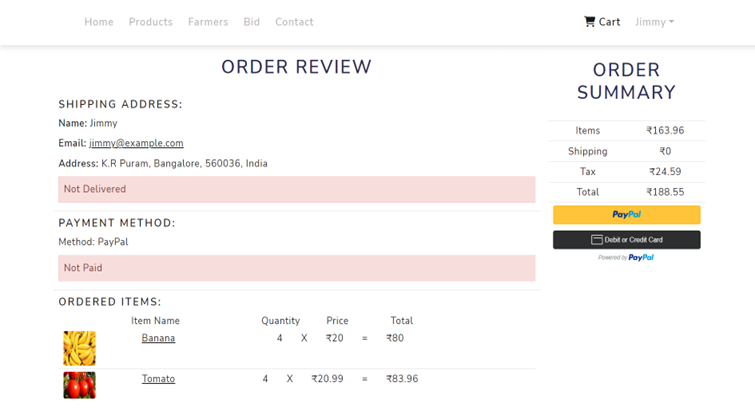 Home Products Farmers Bid Contact Cart Jimmy
ORDER REVIEW
SHIPPING ADDRESS:
Name: Jimmy
Email: jimmy@example.com
Address: K.R Puram, Bangalore, 560036, India
Not Delivered
PAYMENT METHOD:
Method: PayPal
Not Paid
ORDERED ITEMS:
Item Name Quantity Price Total
Banana 4 X ₹20 = ₹80
Tomato 4 X ₹20.99 = ₹83.96
ORDER
SUMMARY
Items ₹163.96
Shipping ₹0
Tax ₹24.59
Total ₹188.55
PayPal
Debit or Credit Card
Powered by PayPal